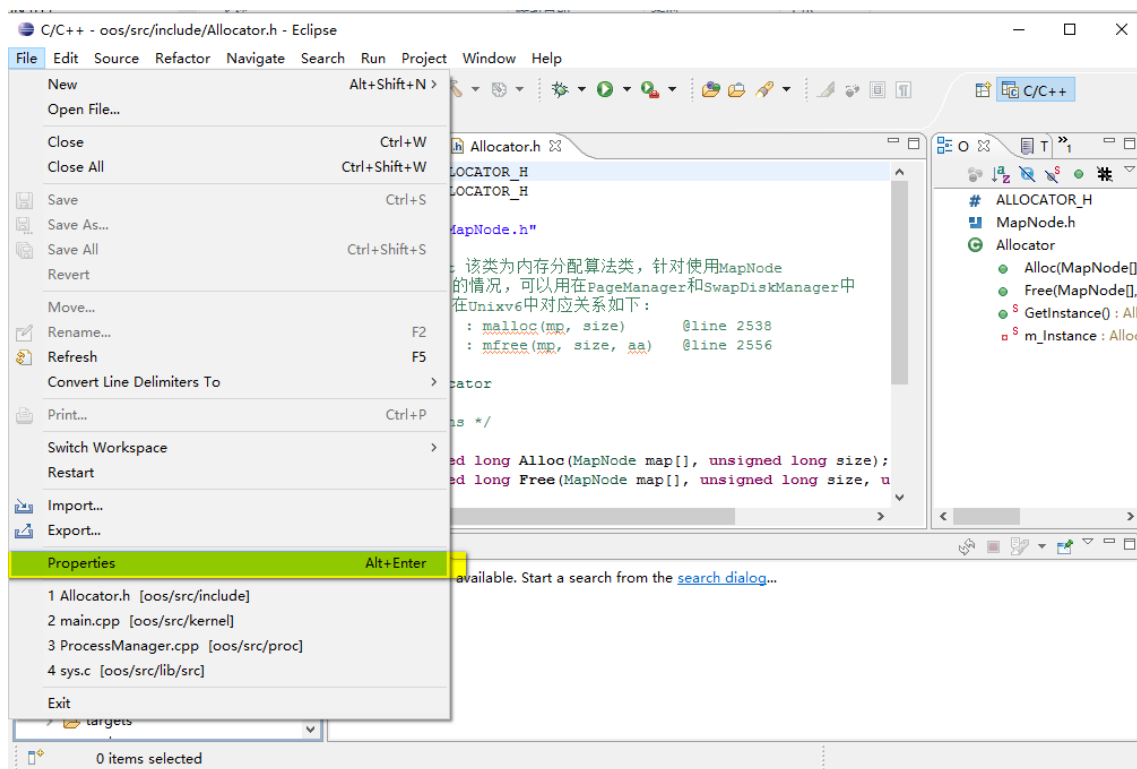 C/C++ - oos/src/include/Allocator.h - Eclipse
File Edit Source Refactor Navigate Search Run Project Window Help
New Alt+Shift+N >
Open File...
Close Ctrl+W
Close All Ctrl+Shift+W
Save Ctrl+S
Save As...
Save All Ctrl+Shift+S
Revert
Move...
Rename... F2
Refresh F5
Convert Line Delimiters To >
Print... Ctrl+P
Switch Workspace >
Restart
Import...
Export...
Properties Alt+Enter
1 Allocator.h [oos/src/include]
2 main.cpp [oos/src/kernel]
3 ProcessManager.cpp [oos/src/proc]
4 sys.c [oos/src/lib/src]
Exit
targets
0 items selected
C/C++
.h Allocator.h
LOCATOR_H
LOCATOR_H
MapNode.h"
: 该类为内存分配算法类，针对使用MapNode
的情况，可以用在PageManager和SwapDiskManager中
在Unixv6中对应关系如下：
: malloc(mp, size) @line 2538
: mfree(mp, size, aa) @line 2556
cator
ns */
ed long Alloc(MapNode map[], unsigned long size);
ed long Free(MapNode map[], unsigned long size, u
available. Start a search from the search dialog...
O T »1
# ALLOCATOR_H
MapNode.h
Allocator
Alloc(MapNode[]
Free(MapNode[],
S GetInstance() : All
S m_Instance : Alloc